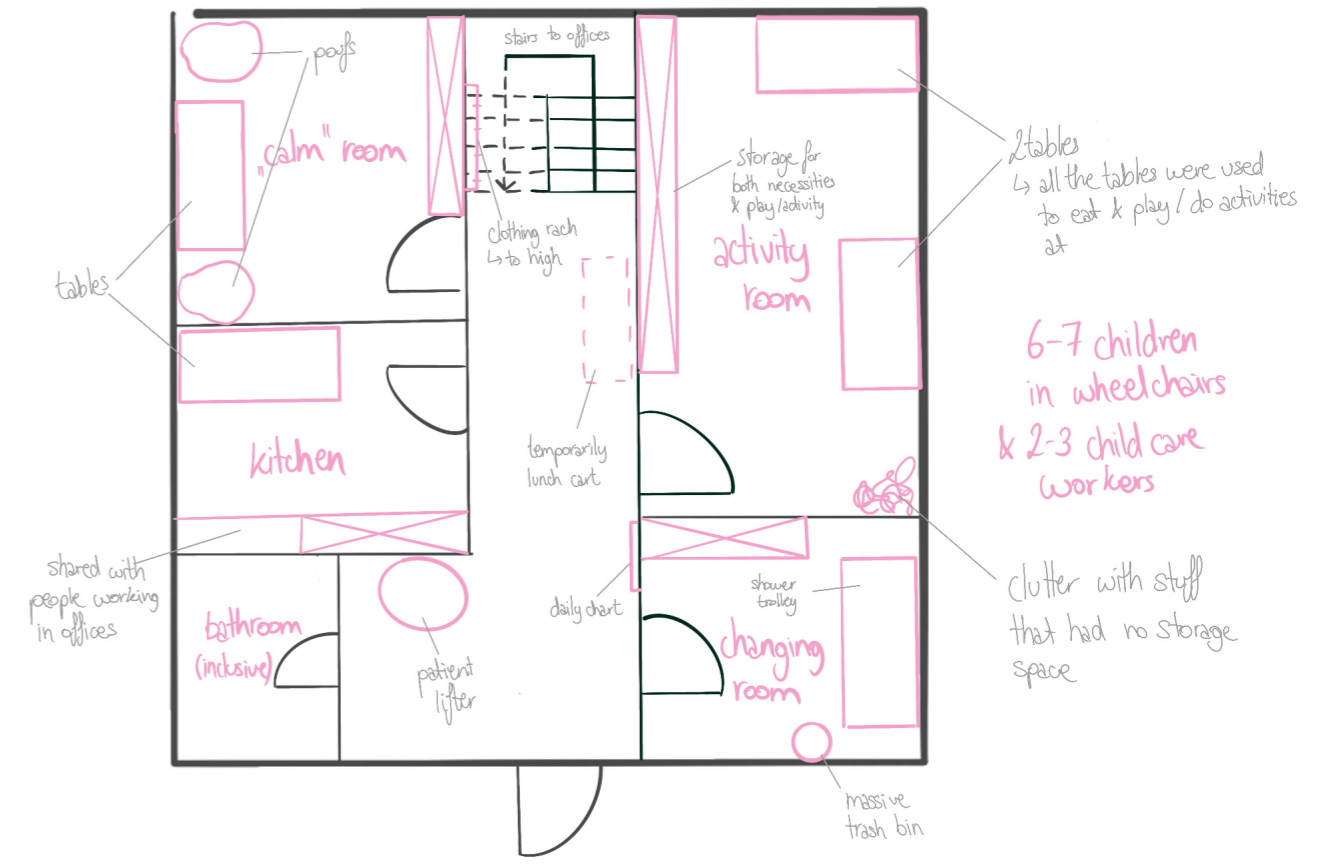 stairs to offices
poufs
„calm" room
storage for
both necessities
& play/activity
2 tables
↳ all the tables were used
to eat & play / do activities
at
clothing rach
↳ to high
activity
room
tables
6-7 children
in wheelchairs
& 2-3 child care
workers
kitchen
temporarily
lunch cart
shared with
people working
in offices
daily chart
shower
trolley
clutter with stuff
that had no storage
space
bathroom
(inclusive)
patient
lifter
changing
room
massive
trash bin